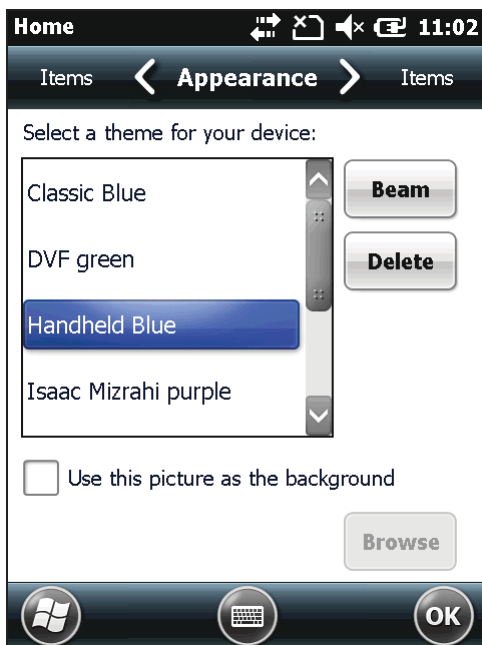 Home 11:02
Items Appearance Items
Select a theme for your device:
Classic Blue
Beam
DVF green
Delete
Handheld Blue
Isaac Mizrahi purple
Use this picture as the background
Browse
OK